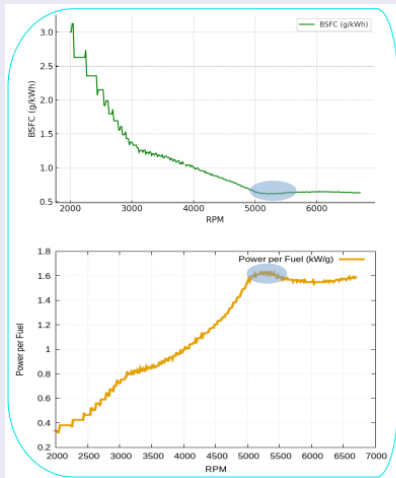 BSFC (g/kWh)
3.0
2.5
2.0
1.5
1.0
0.5
BSFC (g/kWh)
2000 3000 4000 5000 6000
RPM
Power per Fuel (kW/g)
1.8
1.6
1.4
1.2
1
0.8
0.6
0.4
0.2
Power per Fuel
2000 2500 3000 3500 4000 4500 5000 5500 6000 6500 7000
RPM